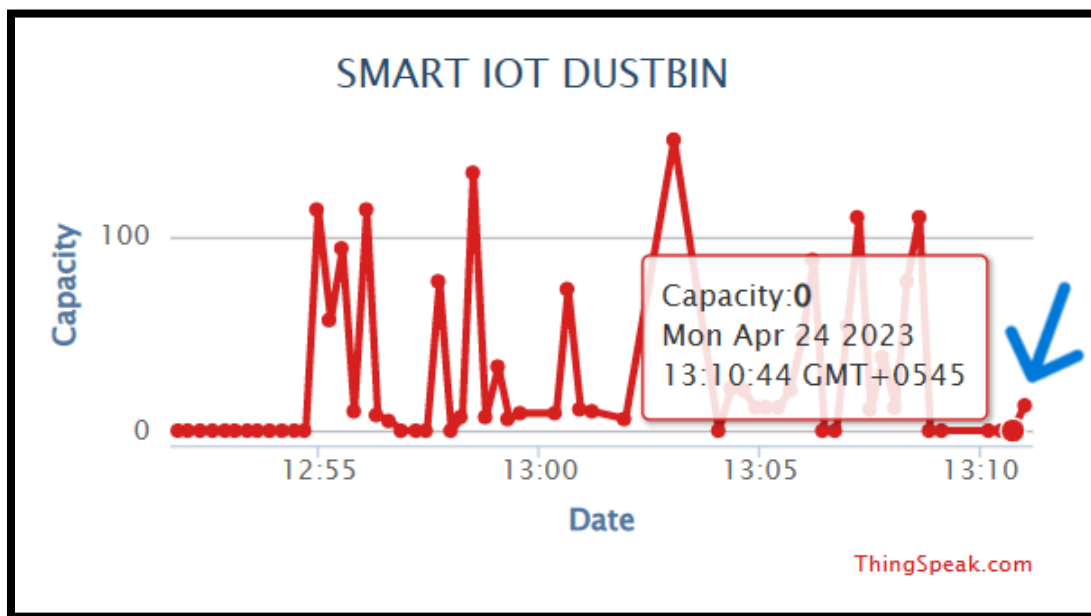 SMART IOT DUSTBIN
Capacity
100
0
Capacity:0
Mon Apr 24 2023
13:10:44 GMT+0545
12:55 13:00 13:05 13:10
Date
ThingSpeak.com